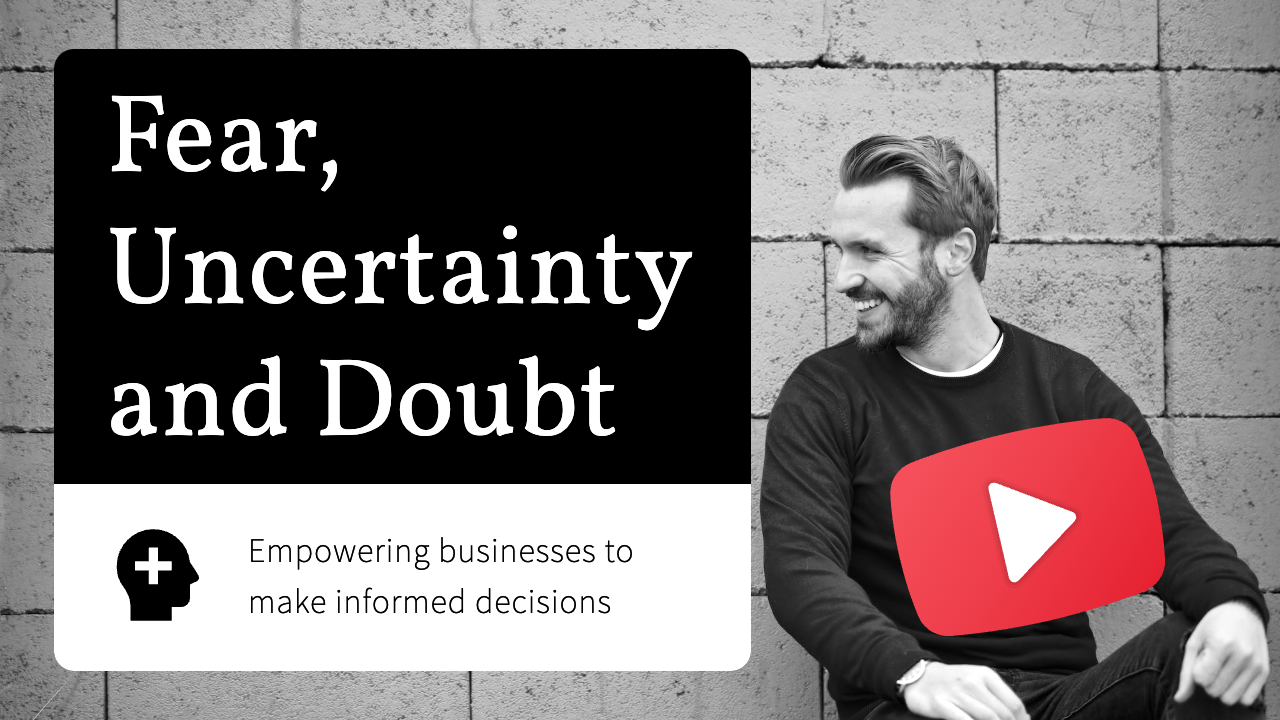 Fear,
Uncertainty
and Doubt
Empowering businesses to
make informed decisions